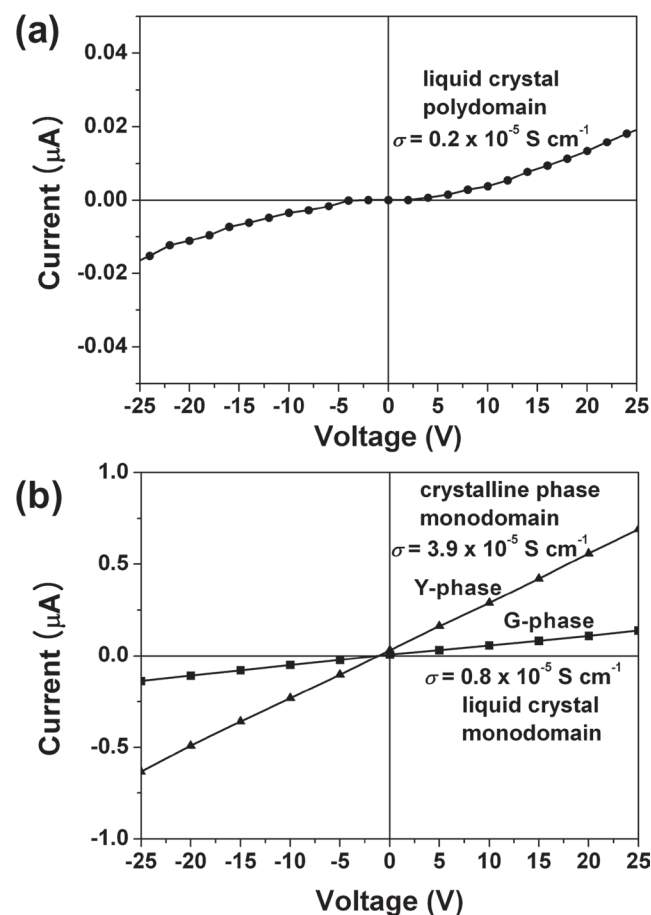 (a)
0.04
0.02
0.00
-0.02
-0.04
Current (μA)
liquid crystal
polydomain
σ = 0.2 x 10⁻⁵ S cm⁻¹
-25 -20 -15 -10 -5 0 5 10 15 20 25
Voltage (V)
(b)
1.0
0.5
0.0
-0.5
-1.0
Current (μA)
crystalline phase
monodomain
σ = 3.9 x 10⁻⁵ S cm⁻¹
Y-phase
G-phase
σ = 0.8 x 10⁻⁵ S cm⁻¹
liquid crystal
monodomain
-25 -20 -15 -10 -5 0 5 10 15 20 25
Voltage (V)